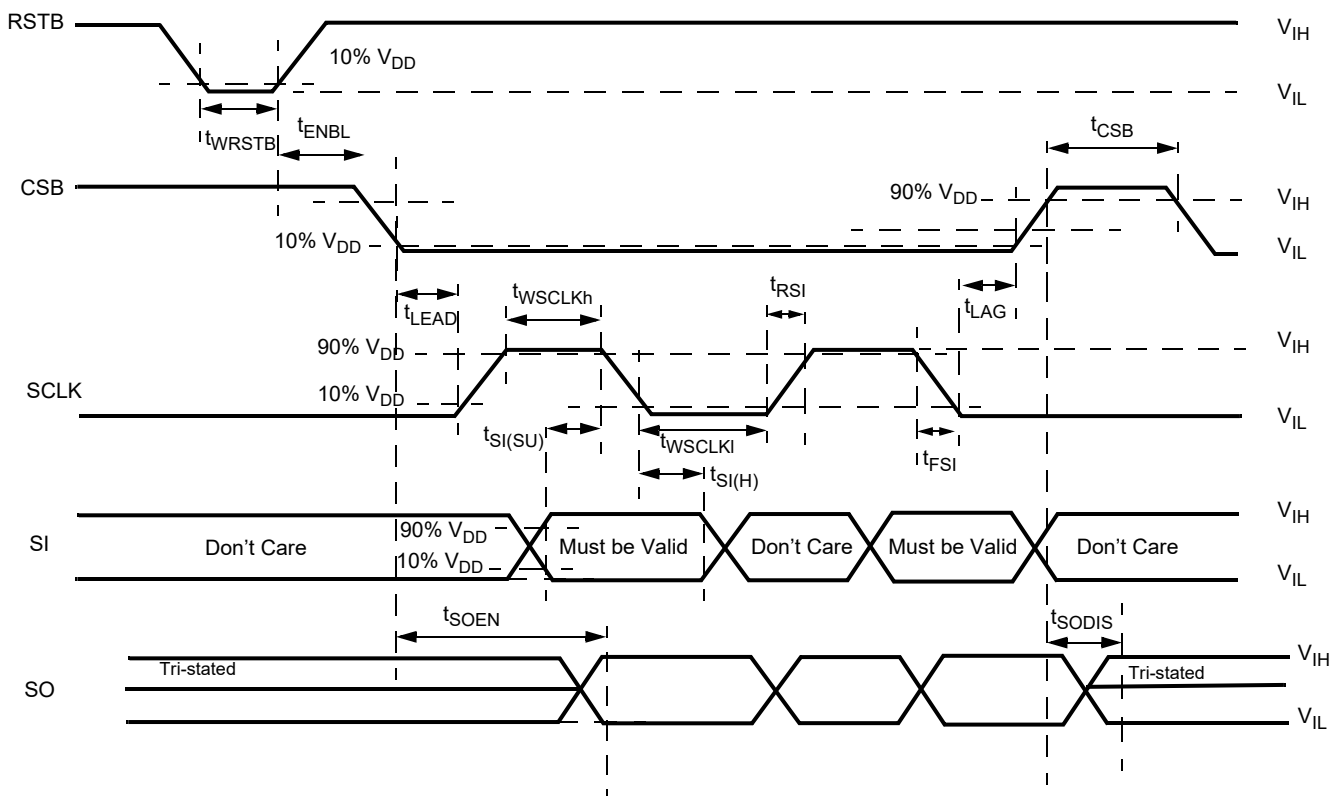 RSTB
V_IH
10% V_DD
V_IL
t_WRSTB
t_ENBL
t_CSB
CSB
90% V_DD
V_IH
10% V_DD
V_IL
t_LEAD
t_WSCLKh
t_RSI
t_LAG
90% V_DD
V_IH
SCLK
10% V_DD
V_IL
t_SI(SU)
t_WSCLKl
t_FSI
t_SI(H)
SI
90% V_DD
V_IH
Don't Care
Must be Valid
Don't Care
Must be Valid
Don't Care
10% V_DD
V_IL
t_SOEN
t_SODIS
V_IH
Tri-stated
Tri-stated
SO
V_IL